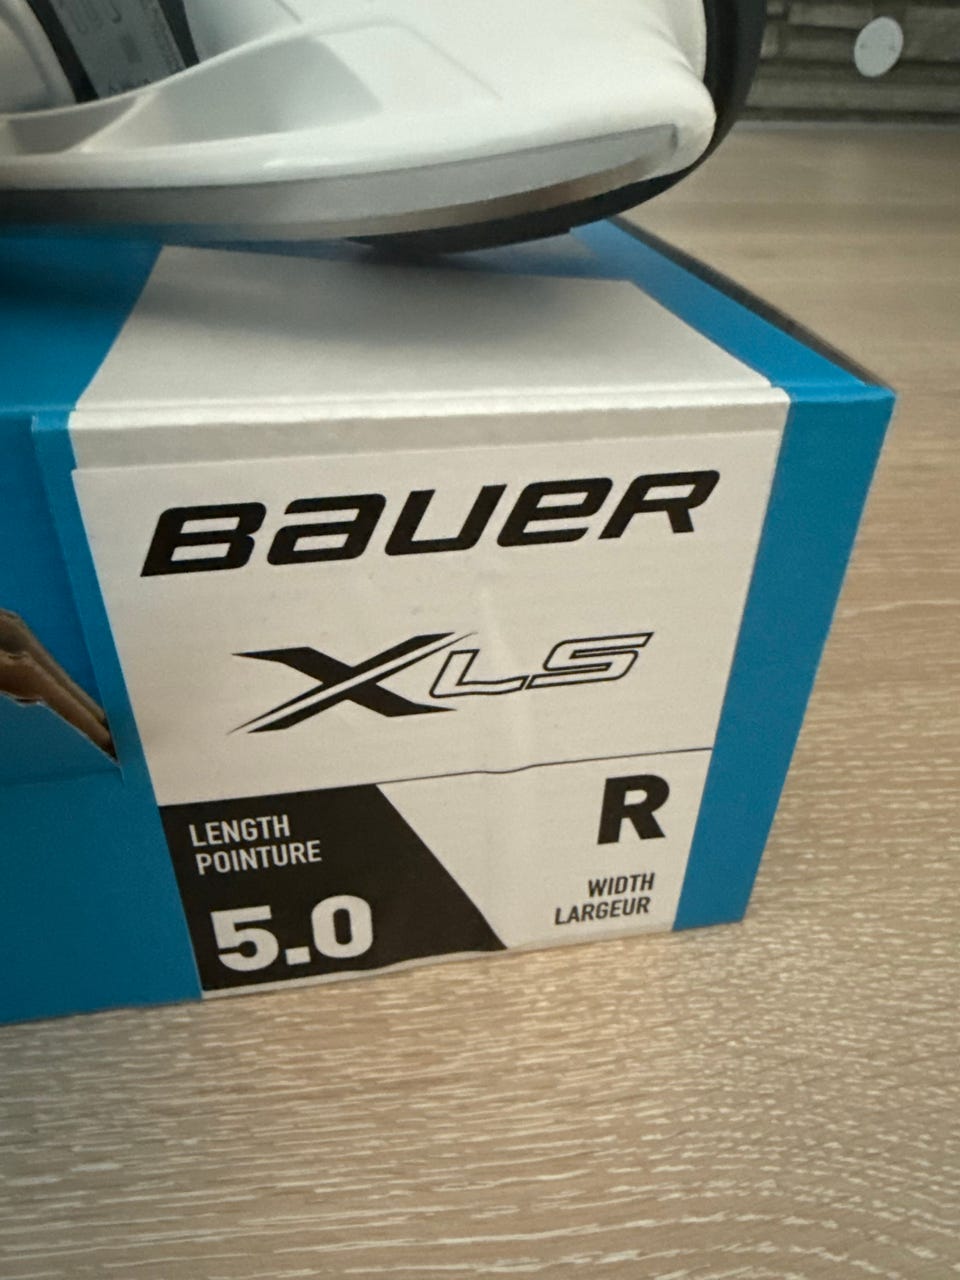 BAUER
XLS
LENGTH
POINTURE
5.0
R
WIDTH
LARGEUR